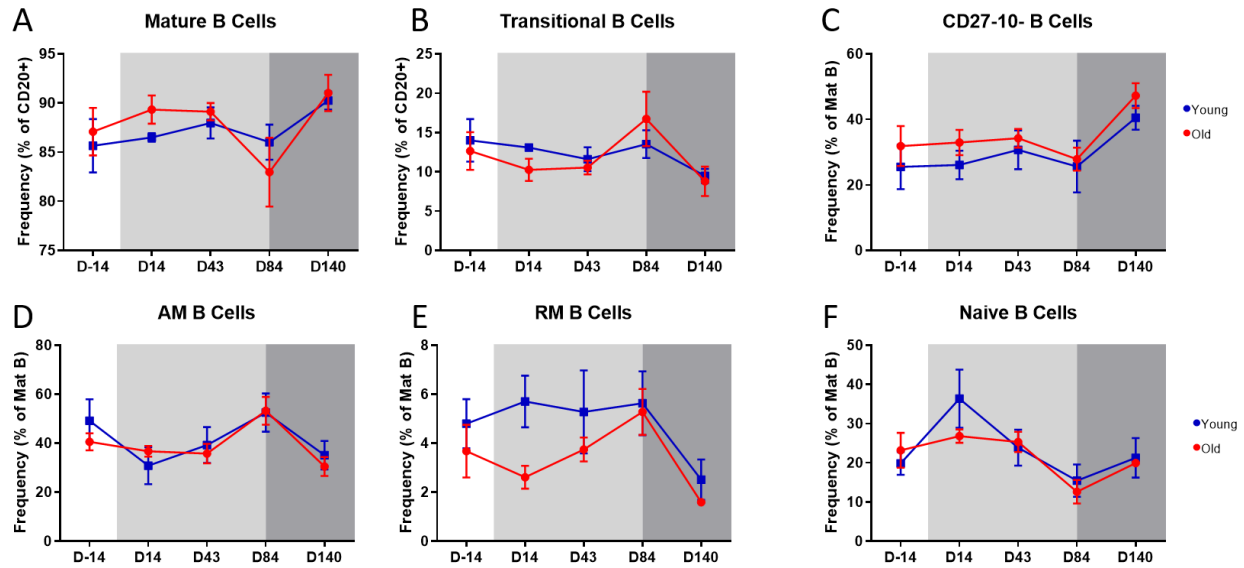 A
Mature B Cells
Frequency (% of CD20+)
95
90
85
80
75
D-14 D14 D43 D84 D140
B
Transitional B Cells
Frequency (% of CD20+)
25
20
15
10
5
0
D-14 D14 D43 D84 D140
C
CD27-10- B Cells
Frequency (% of Mat B)
60
40
20
0
D-14 D14 D43 D84 D140
Young
Old
D
AM B Cells
Frequency (% of Mat B)
80
60
40
20
0
D-14 D14 D43 D84 D140
E
RM B Cells
Frequency (% of Mat B)
8
6
4
2
0
D-14 D14 D43 D84 D140
F
Naive B Cells
Frequency (% of Mat B)
50
40
30
20
10
0
D-14 D14 D43 D84 D140
Young
Old